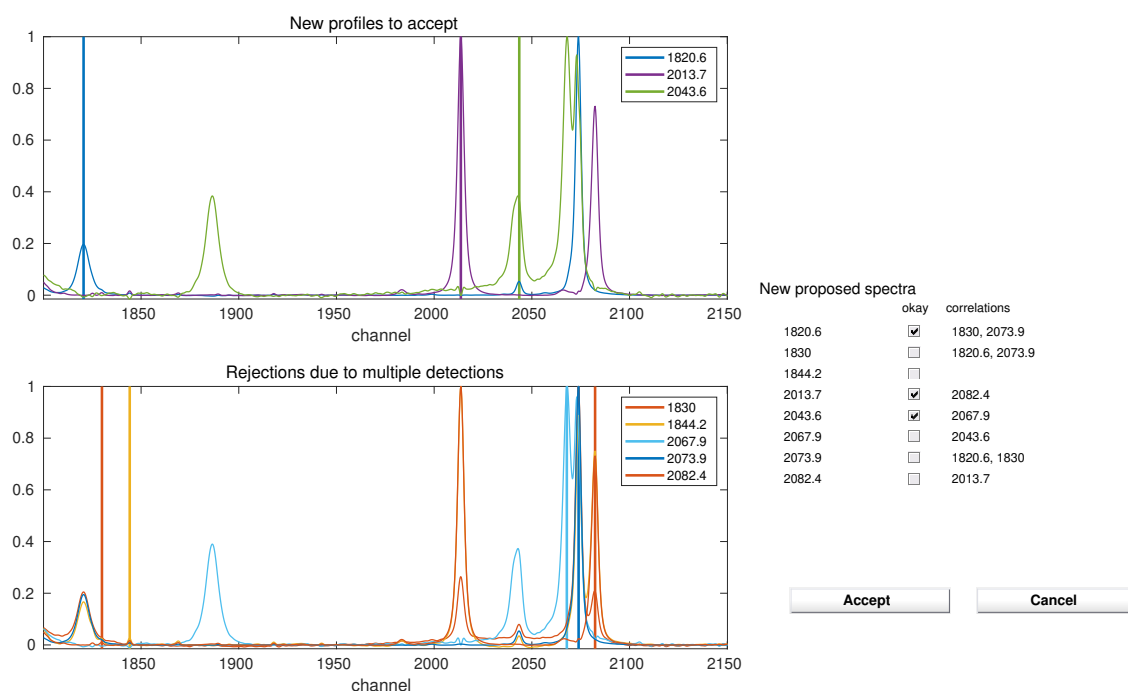 New profiles to accept
1
0.8
0.6
0.4
0.2
0
1820.6
2013.7
2043.6
1850 1900 1950 2000 2050 2100 2150
channel
Rejections due to multiple detections
1
0.8
0.6
0.4
0.2
0
1830
1844.2
2067.9
2073.9
2082.4
1850 1900 1950 2000 2050 2100 2150
channel
New proposed spectra
okay correlations
1820.6 1830, 2073.9
1830 1820.6, 2073.9
1844.2
2013.7 2082.4
2043.6 2067.9
2067.9 2043.6
2073.9 1820.6, 1830
2082.4 2013.7
Accept Cancel